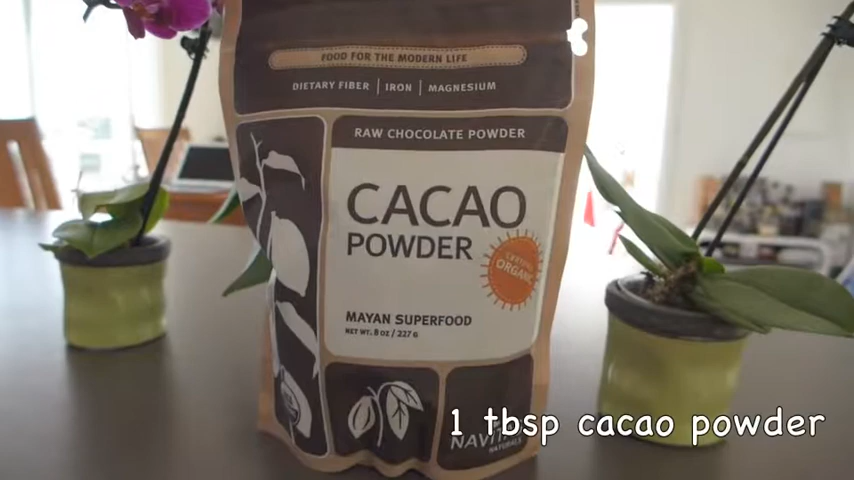 FOOD FOR THE MODERN LIFE
DIETARY FIBER | IRON | MAGNESIUM
RAW CHOCOLATE POWDER
CACAO
POWDER
CERTIFIED
ORGANIC
MAYAN SUPERFOOD
NET WT. 8 OZ / 227 G
1 tbsp cacao powder
NAVITAS
NATURALS